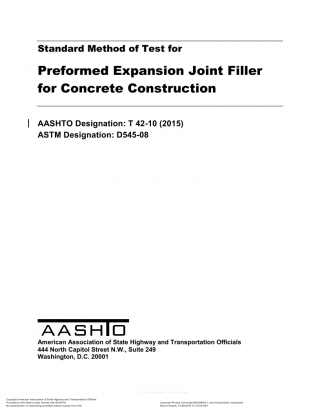 Standard Method of Test for
Preformed Expansion Joint Filler
for Concrete Construction
AASHTO Designation: T 42-10 (2015)
ASTM Designation: D545-08
AASHTO
American Association of State Highway and Transportation Officials
444 North Capitol Street N.W., Suite 249
Washington, D.C. 20001